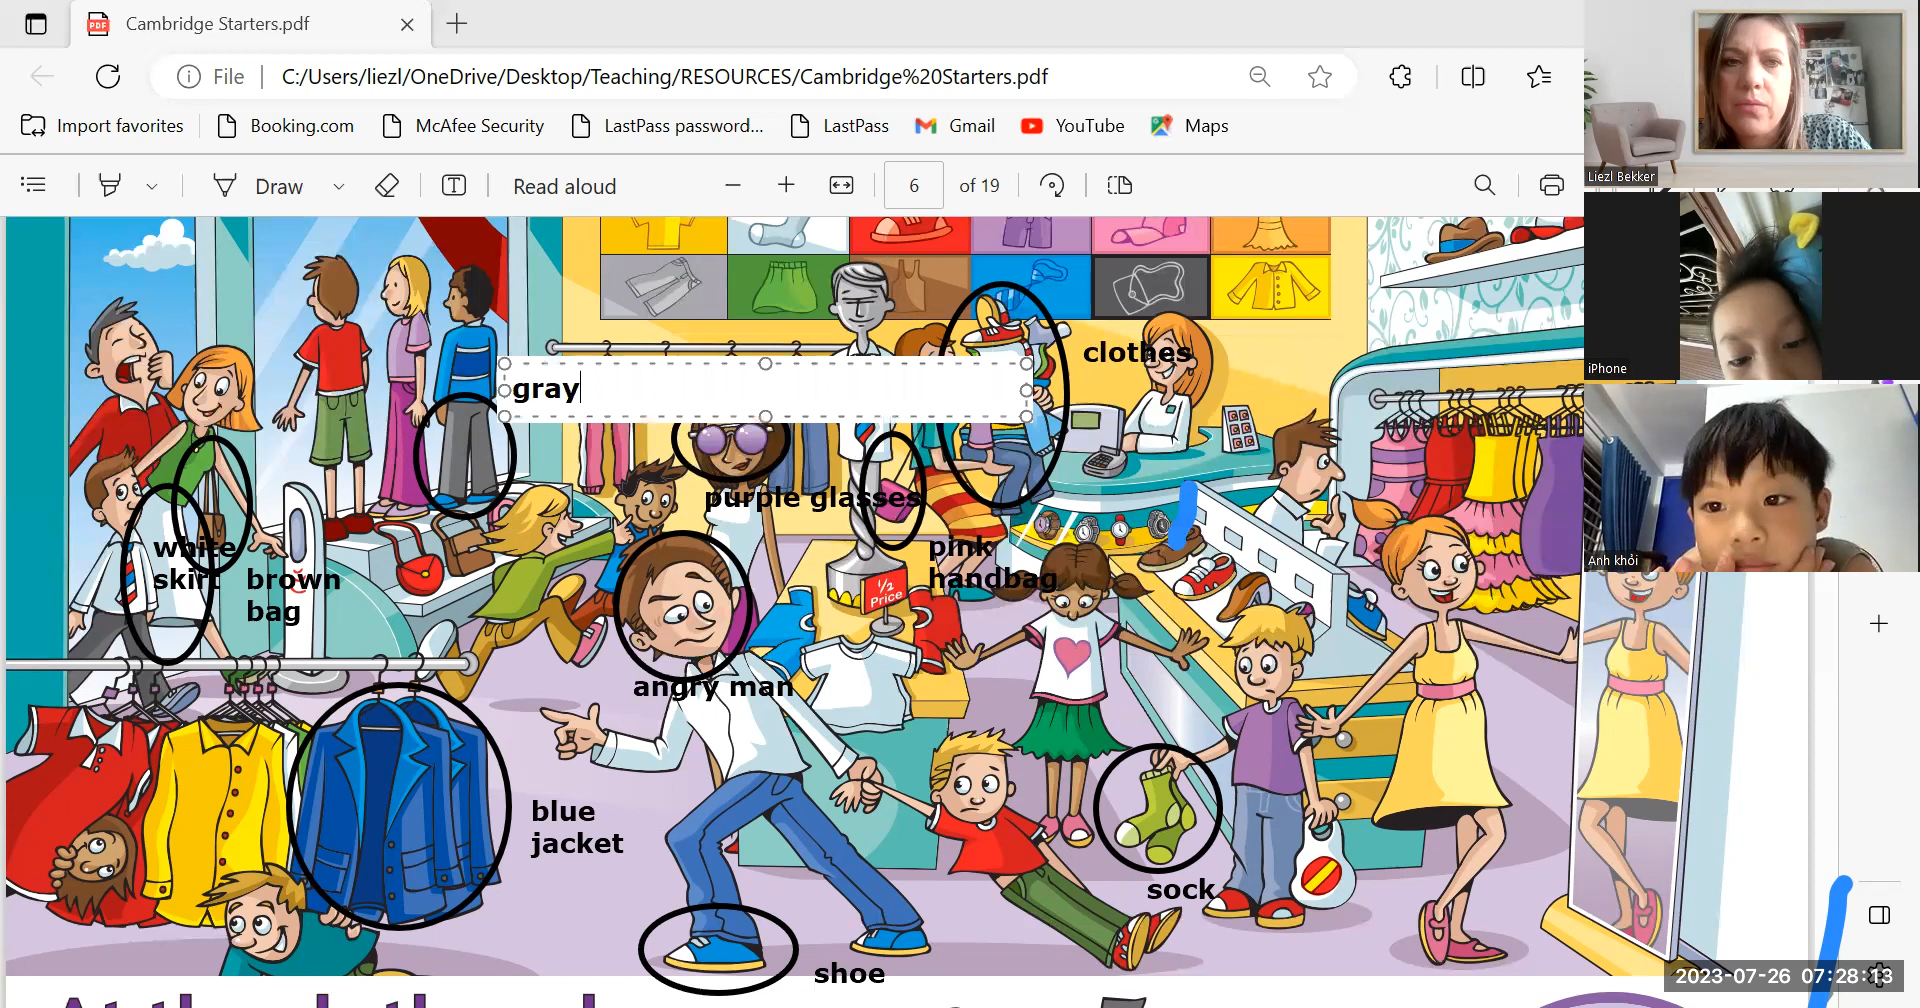 Cambridge Starters.pdf
File
C:/Users/liezl/OneDrive/Desktop/Teaching/RESOURCES/Cambridge%20Starters.pdf
Import favorites
Booking.com
McAfee Security
LastPass password...
LastPass
Gmail
YouTube
Maps
Draw
Read aloud
6
of 19
Liezl Bekker
iPhone
Anh khôi
gray
clothes
purple glasses
white
skirt
brown
bag
pink
handbag
1/2
Price
angry man
blue
jacket
sock
shoe
2023-07-26 07:28:13